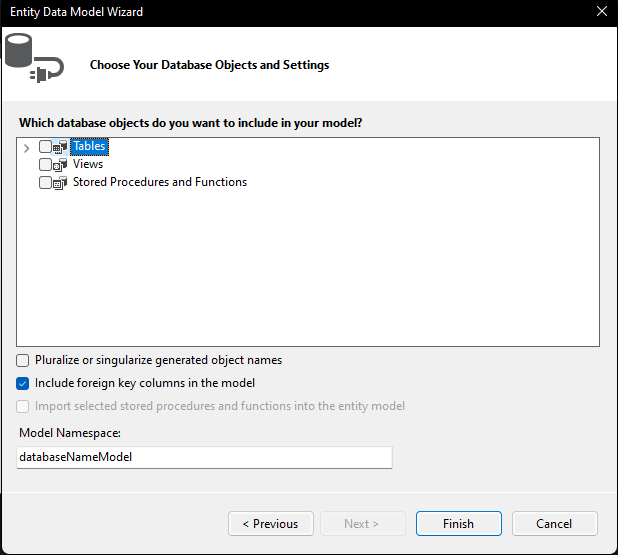 Entity Data Model Wizard
Choose Your Database Objects and Settings
Which database objects do you want to include in your model?
Tables
Views
Stored Procedures and Functions
Pluralize or singularize generated object names
Include foreign key columns in the model
Import selected stored procedures and functions into the entity model
Model Namespace:
databaseNameModel
< Previous Next > Finish Cancel